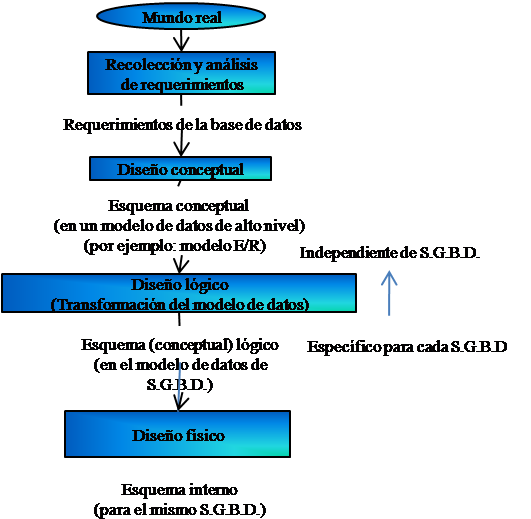 Mundo real
Recolección y análisis
de requerimientos
Requerimientos de la base de datos
Diseño conceptual
Esquema conceptual
(en un modelo de datos de alto nivel)
(por ejemplo: modelo E/R)
Independiente de S.G.B.D.
Diseño lógico
(Transformación del modelo de datos)
Esquema (conceptual) lógico
(en el modelo de datos de
S.G.B.D.)
Específico para cada S.G.B.D
Diseño físico
Esquema interno
(para el mismo S.G.B.D.)